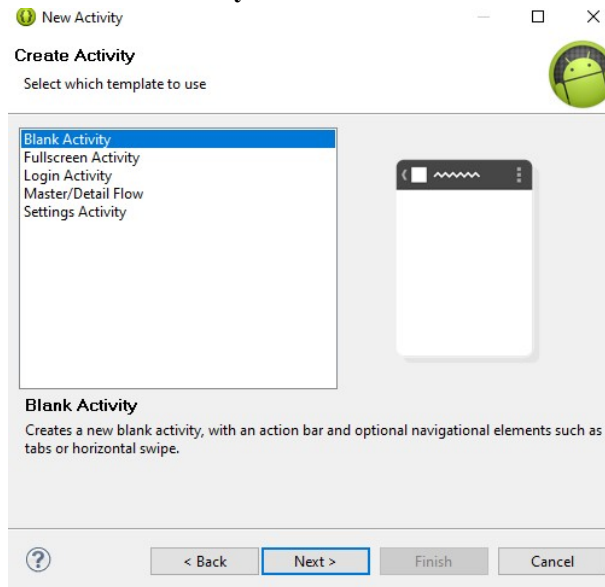 New Activity
Create Activity
Select which template to use
Blank Activity
Fullscreen Activity
Login Activity
Master/Detail Flow
Settings Activity
Blank Activity
Creates a new blank activity, with an action bar and optional navigational elements such as
tabs or horizontal swipe.
< Back
Next >
Finish
Cancel